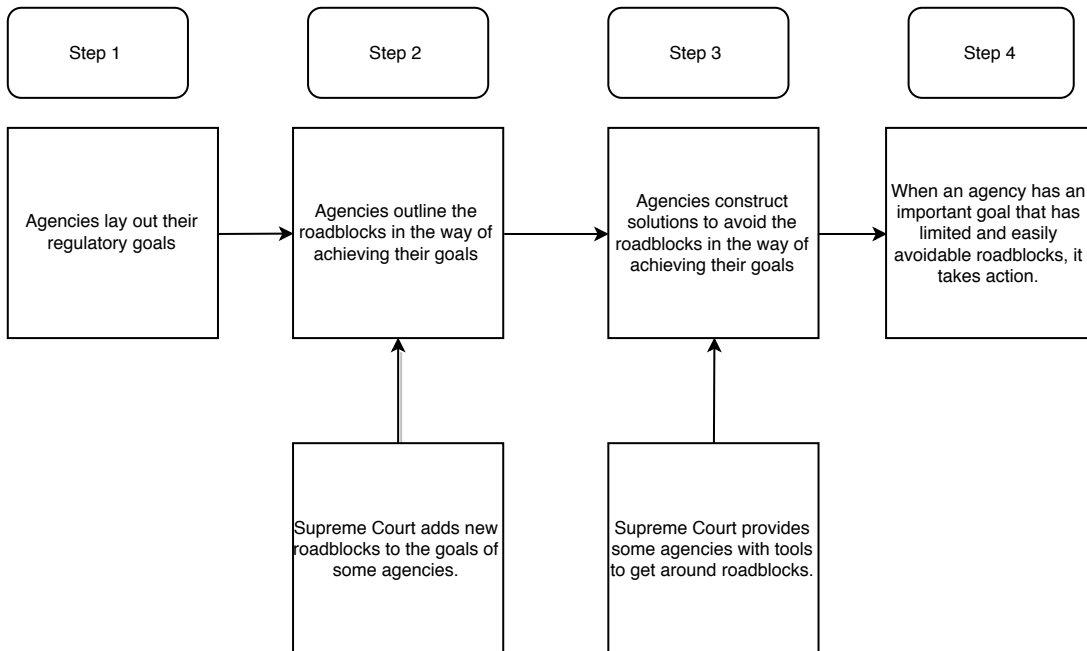 Step 1
Step 2
Step 3
Step 4
Agencies lay out their
regulatory goals
Agencies outline the
roadblocks in the way of
achieving their goals
Agencies construct
solutions to avoid the
roadblocks in the way of
achieving their goals
When an agency has an
important goal that has
limited and easily
avoidable roadblocks, it
takes action.
Supreme Court adds new
roadblocks to the goals of
some agencies.
Supreme Court provides
some agencies with tools
to get around roadblocks.